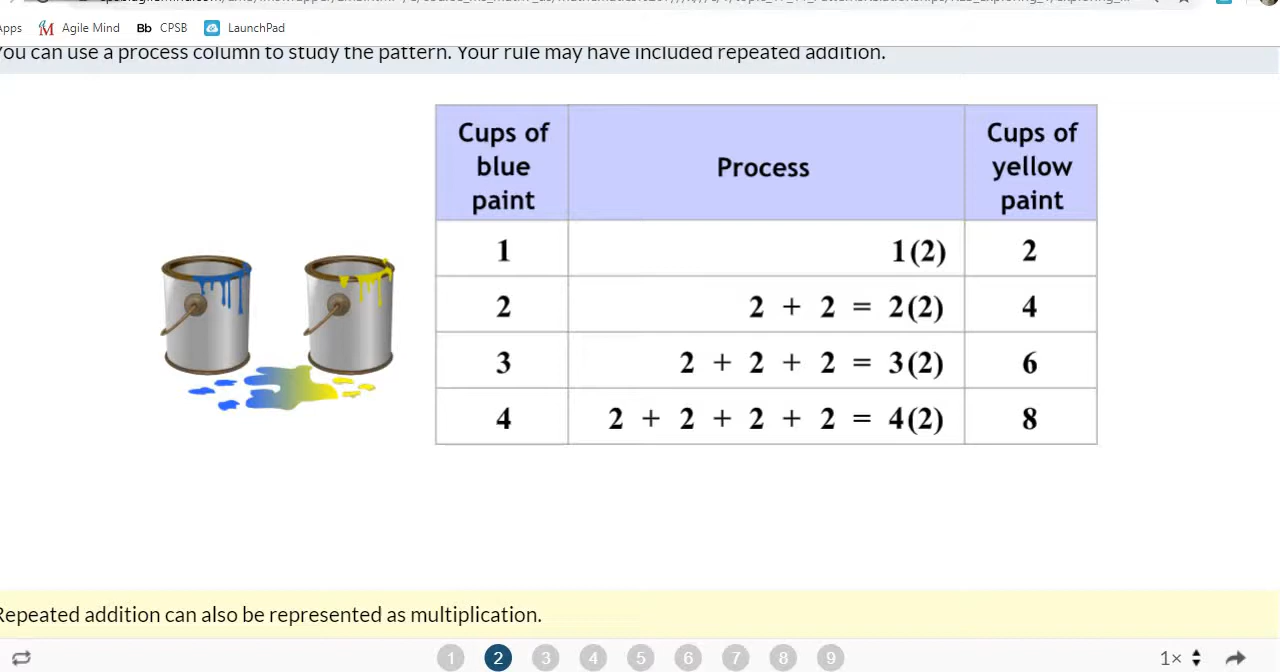 Apps Agile Mind Bb CPSB LaunchPad
You can use a process column to study the pattern. Your rule may have included repeated addition.
Cups of blue paint Process Cups of yellow paint
1 1(2) 2
2 2 + 2 = 2(2) 4
3 2 + 2 + 2 = 3(2) 6
4 2 + 2 + 2 + 2 = 4(2) 8
Repeated addition can also be represented as multiplication.
1 2 3 4 5 6 7 8 9 1×